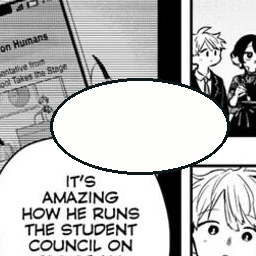 on Humans
entative from
ool Takes the Stage
IT'S
AMAZING
HOW HE RUNS
THE STUDENT
COUNCIL ON